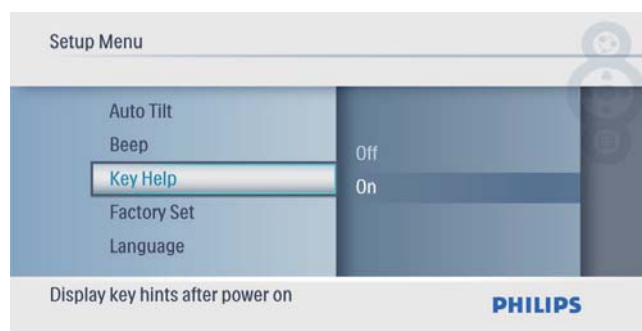 Setup Menu
Auto Tilt
Beep
Key Help
Factory Set
Language
Off
On
Display key hints after power on
PHILIPS